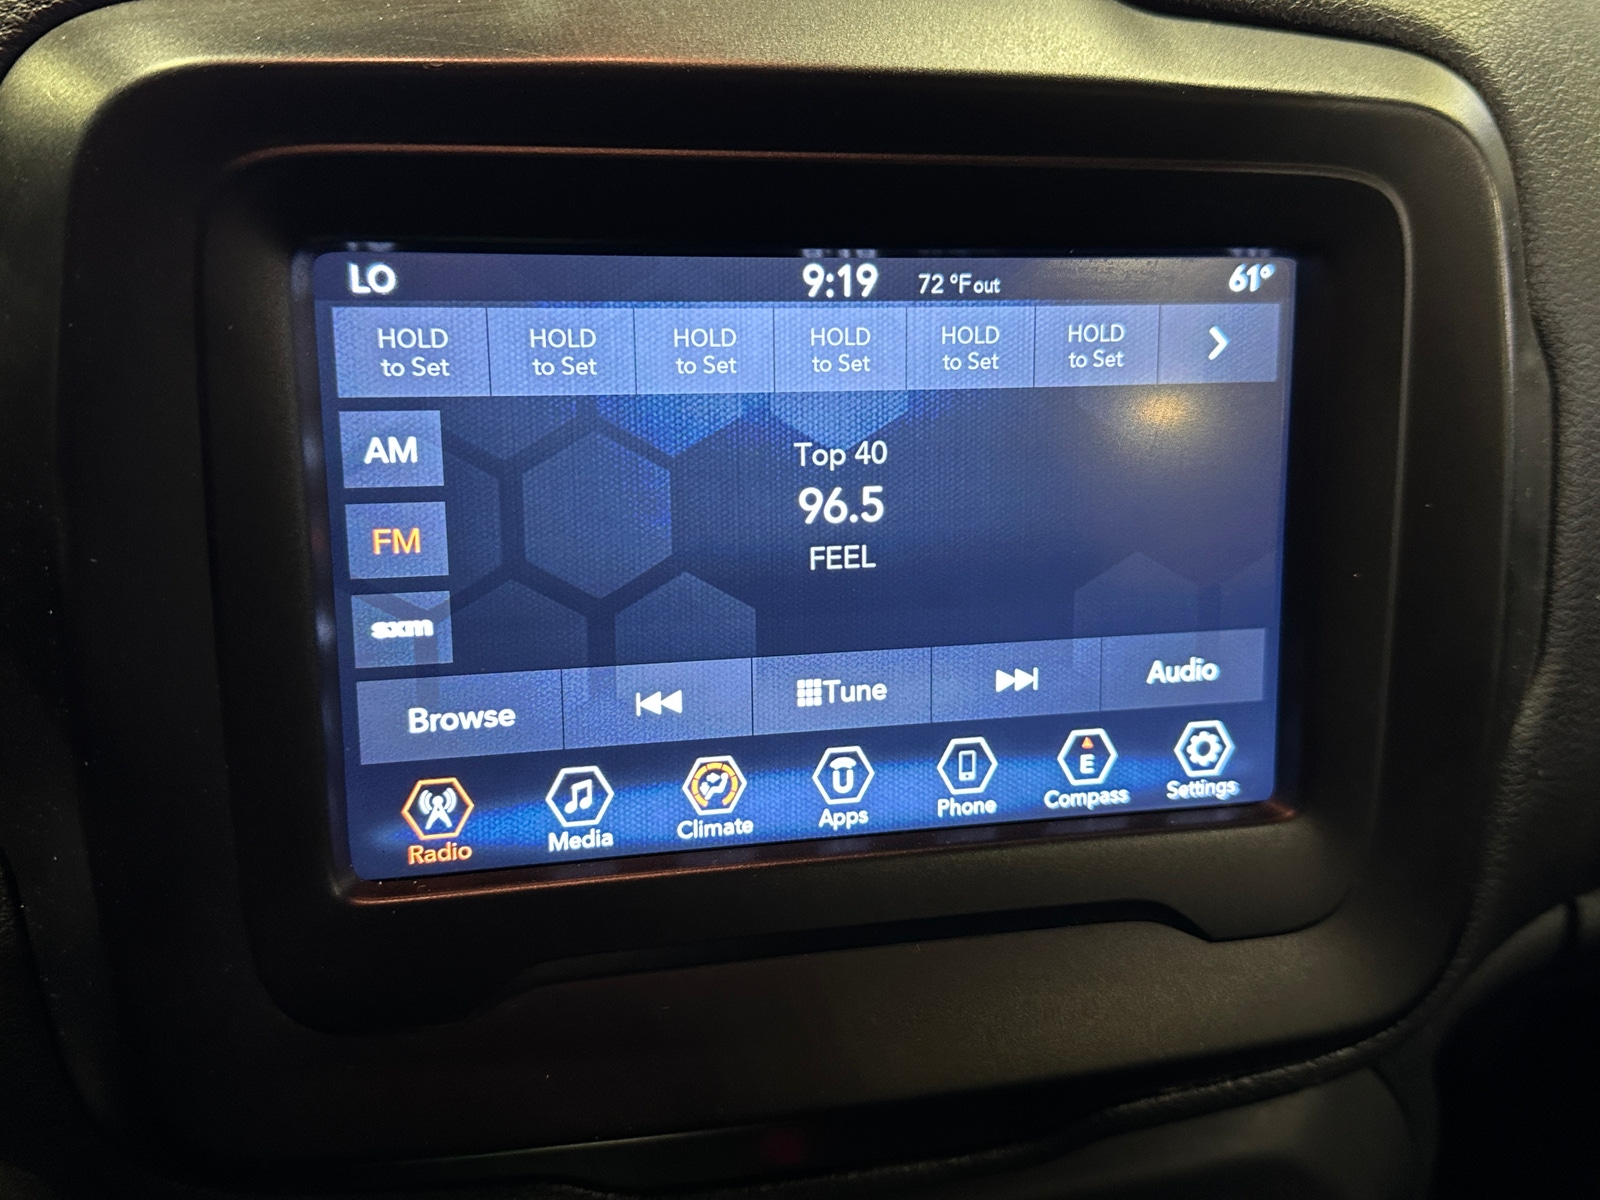 LO 9:19 72 °Fout 61°
HOLD to Set
HOLD to Set
HOLD to Set
HOLD to Set
HOLD to Set
HOLD to Set
AM
Top 40
96.5
FM
FEEL
sxm
Browse Tune Audio
Radio Media Climate U Apps Phone E Compass Settings